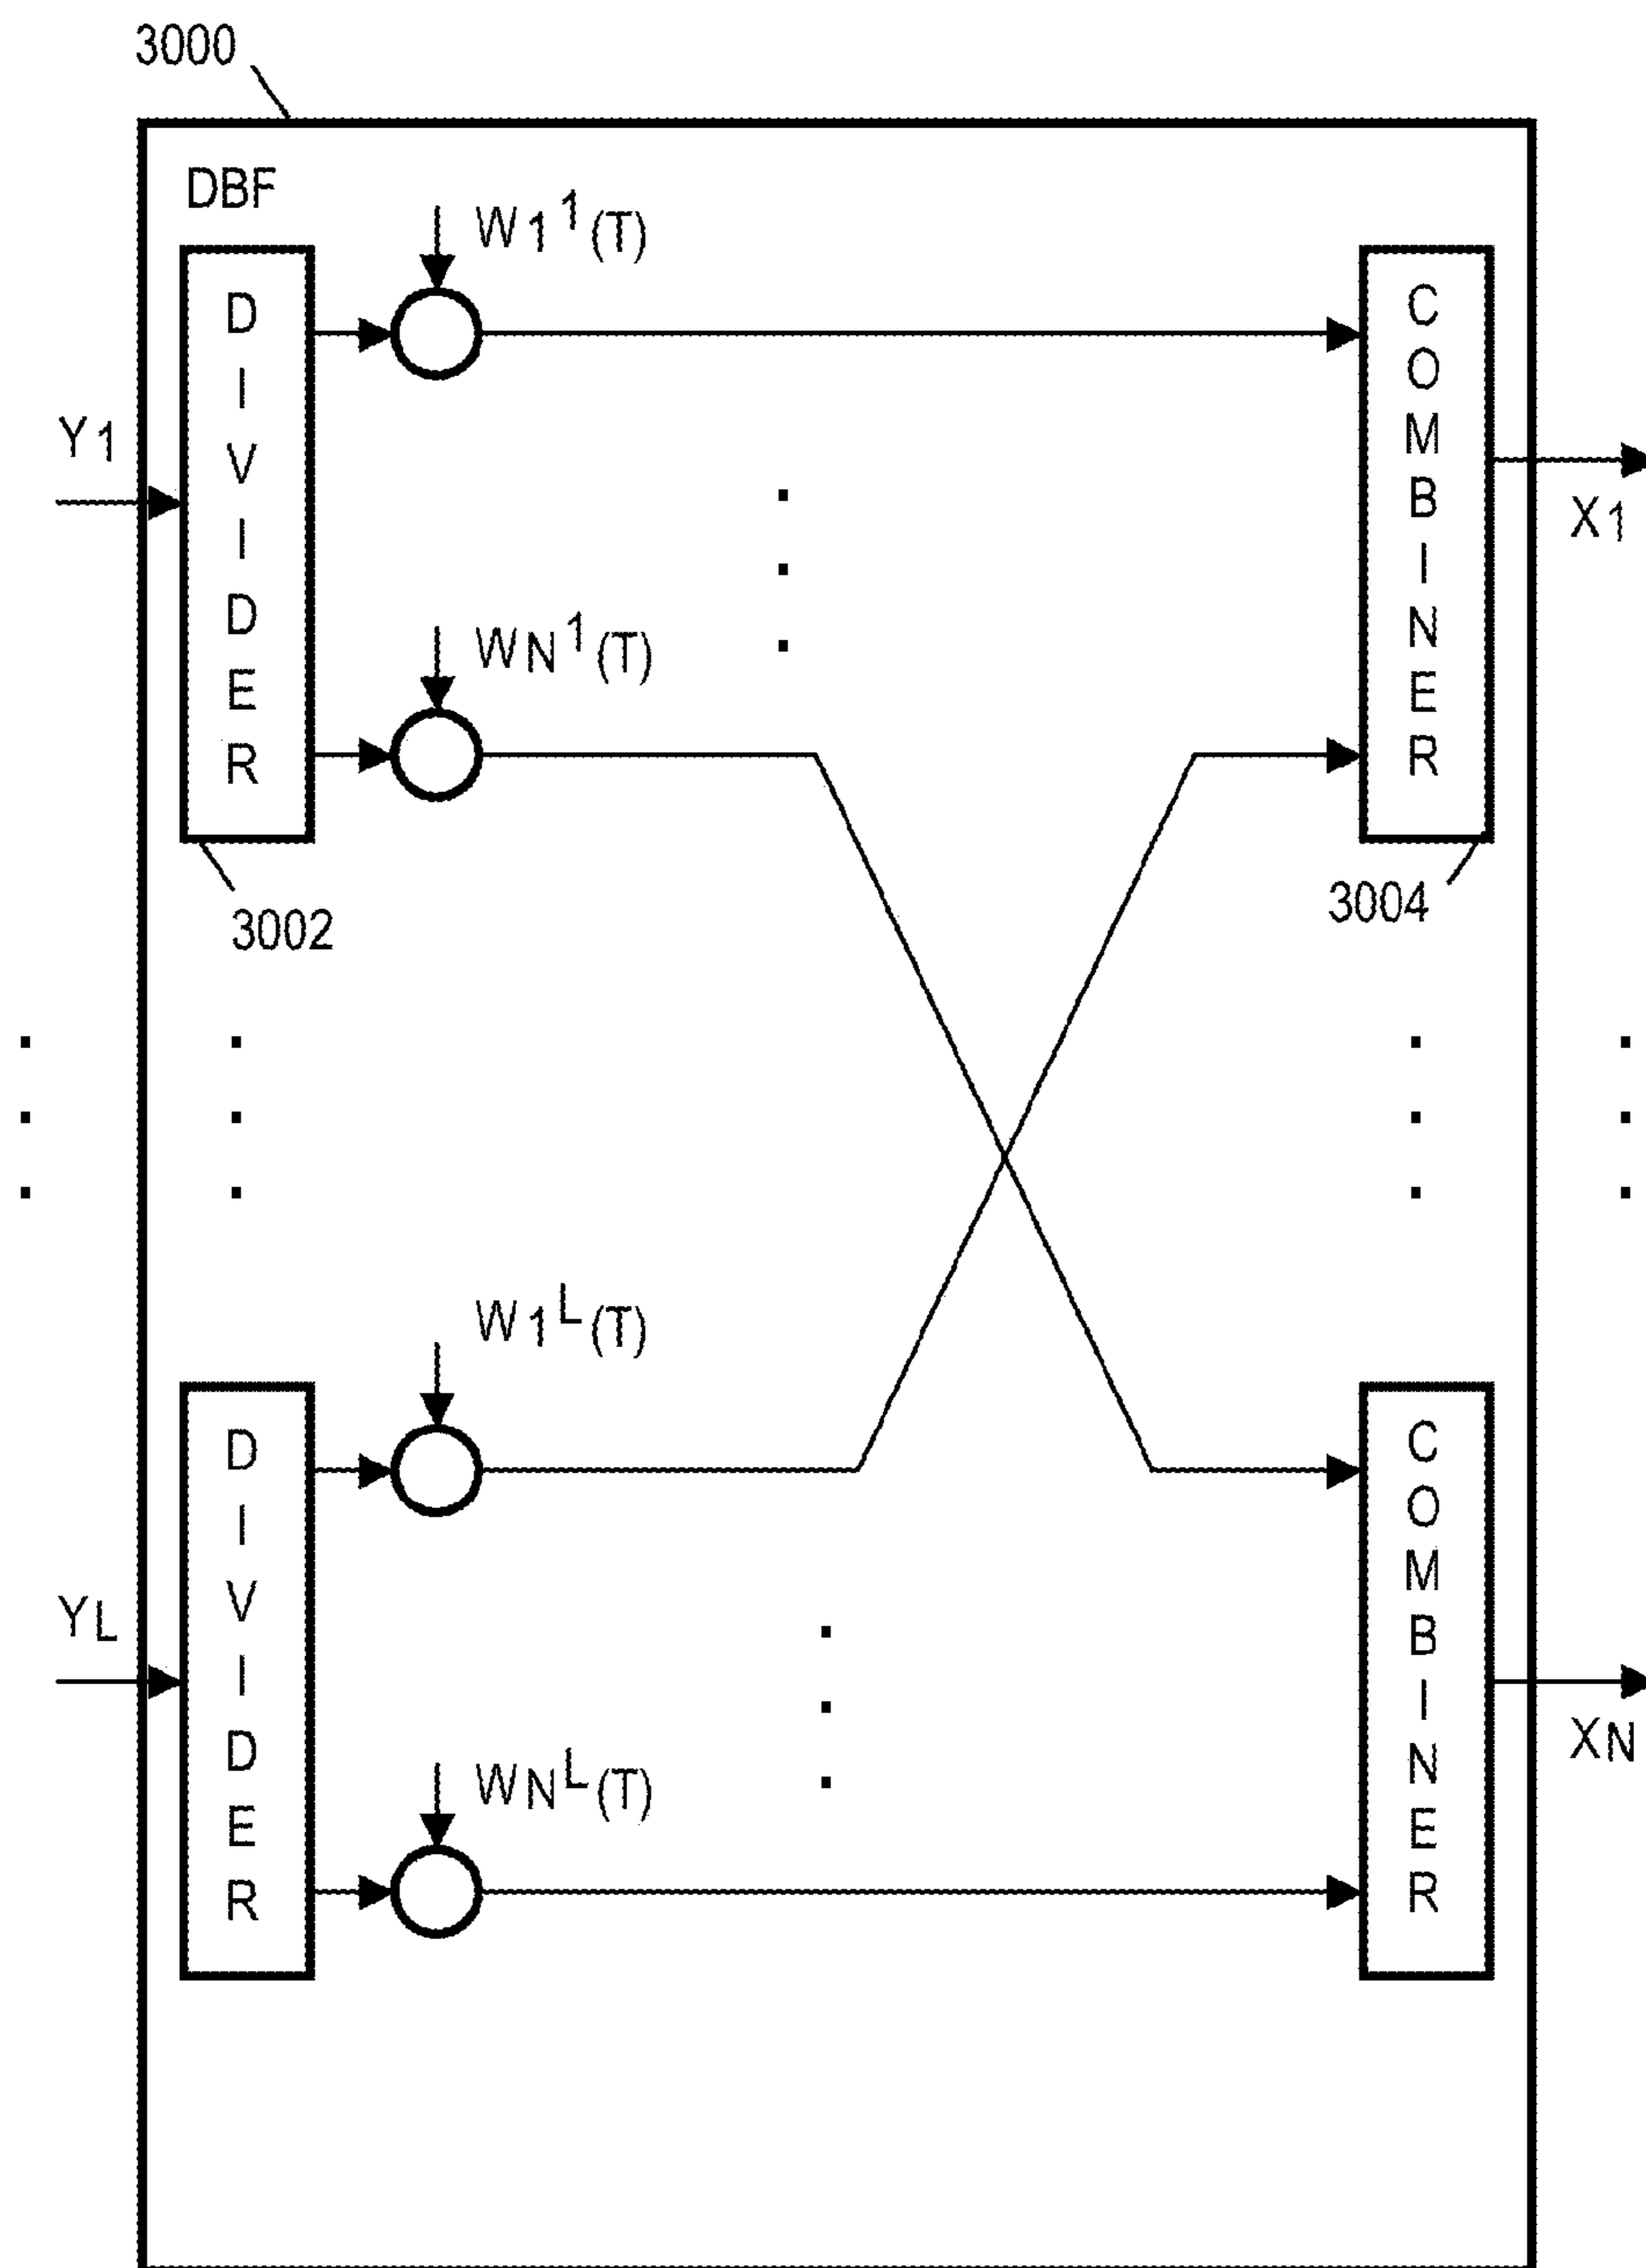 3000
DBF
W1 1 (T)
DIVIDER
COMBINER
Y1
X1
WN 1 (T)
3002
3004
W1 L (T)
DIVIDER
COMBINER
YL
XN
WN L (T)